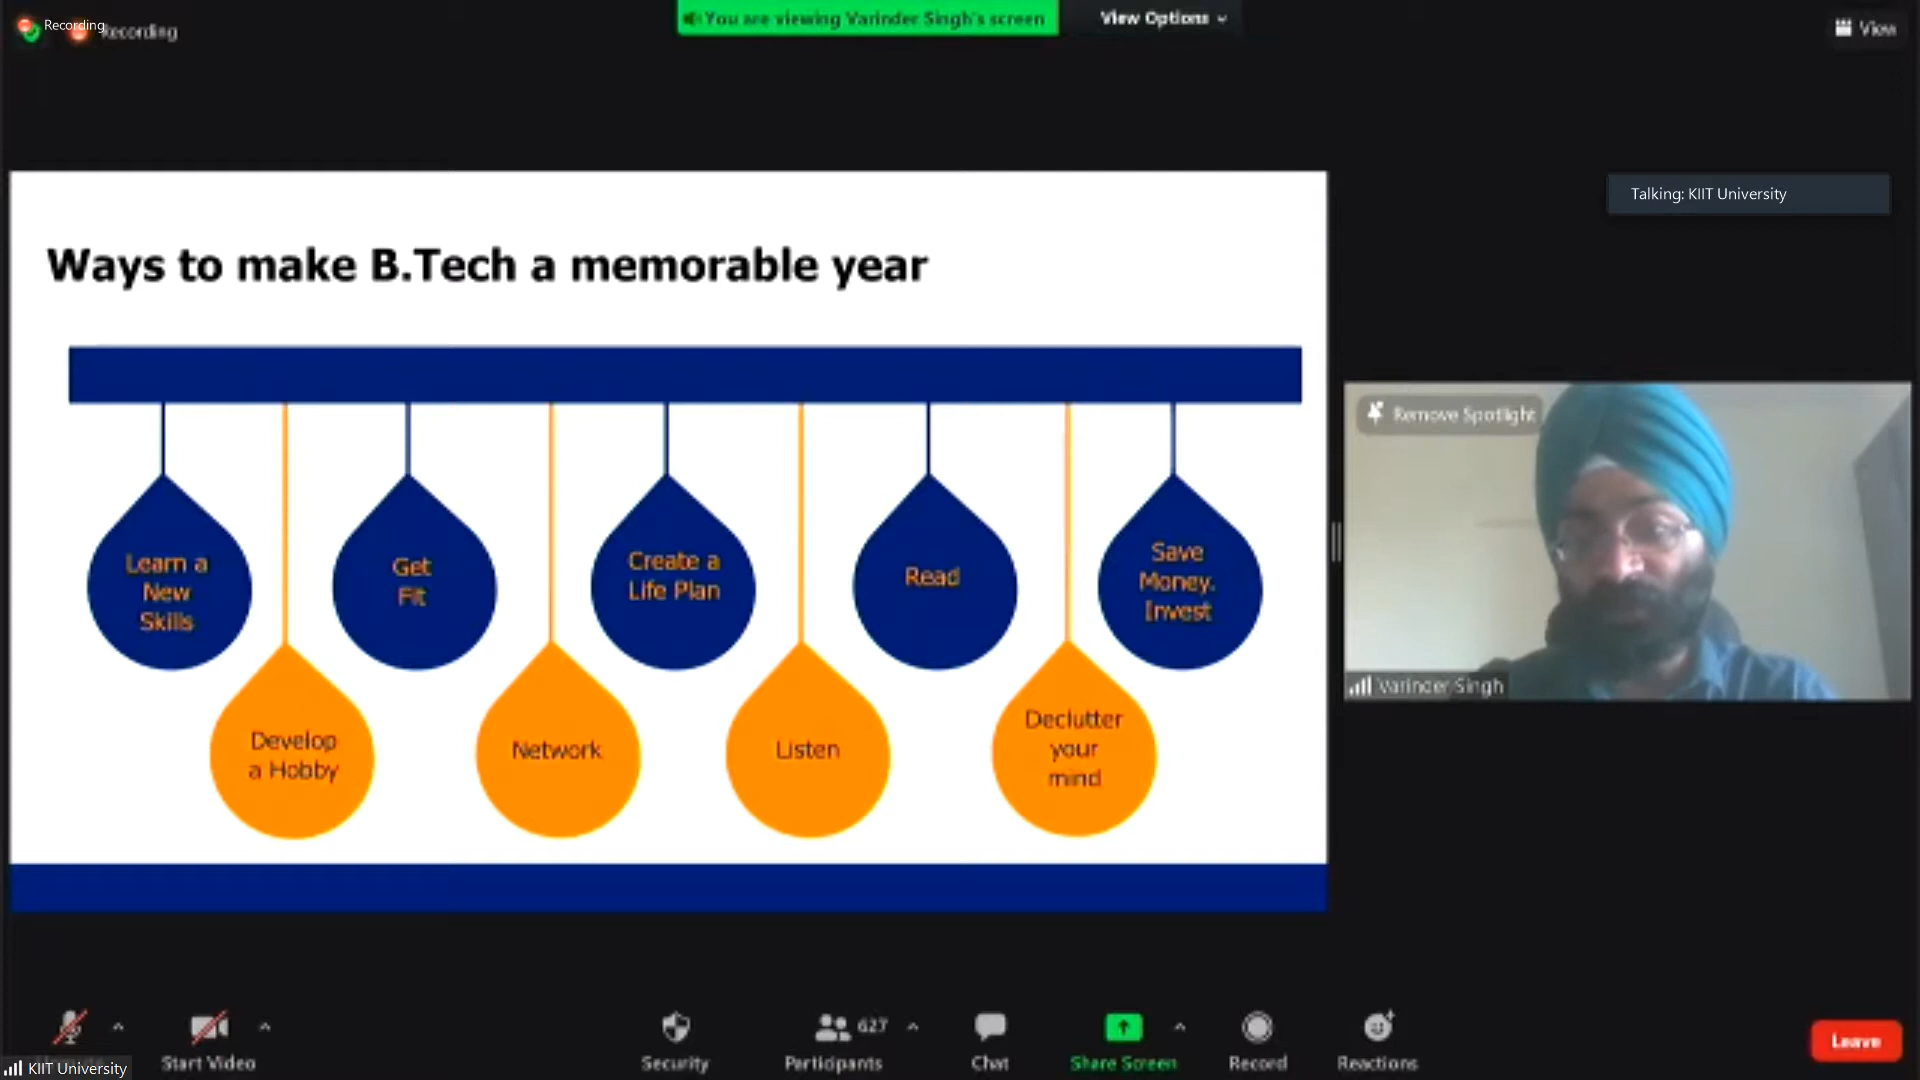 Recording
Recording
You are viewing Varinder Singh's screen
View Options
View
Talking: KIIT University
Ways to make B.Tech a memorable year
Learn a
New
Skills
Get
Fit
Create a
Life Plan
Read
Save
Money.
Invest
Develop
a Hobby
Network
Listen
Declutter
your
mind
Remove Spotlight
Varinder Singh
627
Start Video
Security
Participants
Chat
Share Screen
Record
Reactions
Leave
KIIT University